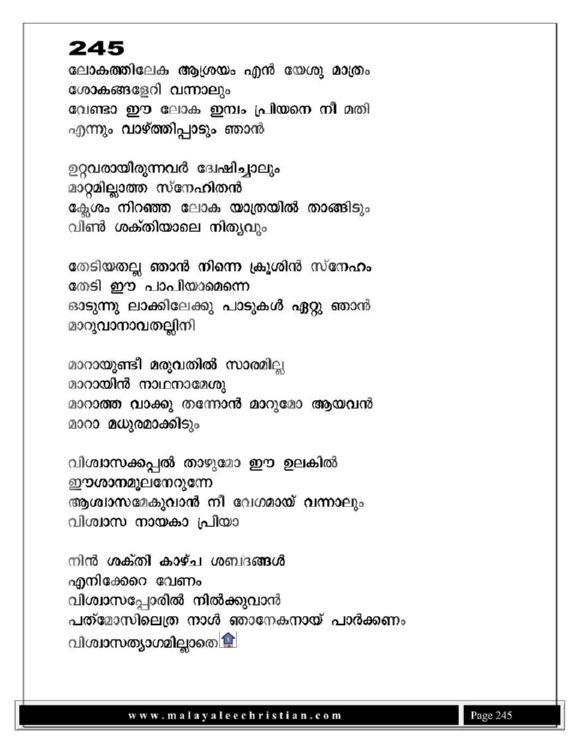 245
ലോകത്തിലേക ആശ്രയം എൻ യേശു മാത്രം
ശോകങ്ങളേറി വന്നാലും
വേണ്ടാ ഈ ലോക ഇമ്പം പ്രിയനെ നീ മതി
എന്നും വാഴ്ത്തിപ്പാടും ഞാൻ
ഉറ്റവരായിരുന്നവർ ദ്വേഷിച്ചാലും
മാറ്റമില്ലാത്ത സ്നേഹിതൻ
ക്ലേശം നിറഞ്ഞ ലോക യാത്രയിൽ താങ്ങിടും
വിൺ ശക്തിയാലെ നിത്യവും
തേടിയതല്ല ഞാൻ നിന്നെ ക്രൂശിൻ സ്നേഹം
തേടി ഈ പാപിയാമെന്നെ
ഓടുന്നു ലാക്കിലേക്കു പാടുകൾ ഏറ്റു ഞാൻ
മാറുവാനാവതല്ലിനി
മാറായുണ്ടീ മരുവതിൽ സാരമില്ല
മാറായിൻ നാഥനാമേശു
മാറാത്ത വാക്കു തന്നോൻ മാറുമോ ആയവൻ
മാറാ മധുരമാക്കിടും
വിശ്വാസക്കപ്പൽ താഴുമോ ഈ ഉലകിൽ
ഈശാനമൂലനേറുന്നേ
ആശ്വാസമേകുവാൻ നീ വേഗമായ് വന്നാലും
വിശ്വാസ നായകാ പ്രിയാ
നിൻ ശക്തി കാഴ്ച ശബ്ദങ്ങൾ
എനിക്കേറെ വേണം
വിശ്വാസപ്പോരിൽ നിൽക്കുവാൻ
പത്മോസിലെത്ര നാൾ ഞാനേകനായ് പാർക്കണം
വിശ്വാസത്യാഗമില്ലാതെ
www.malayaleechristian.com
Page 245